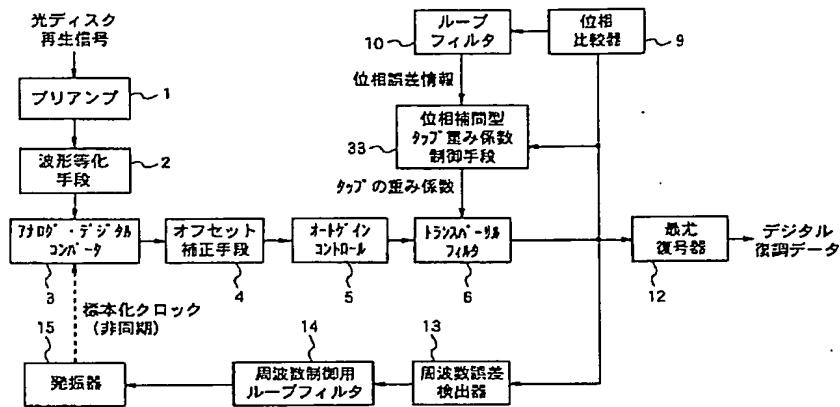 光ディスク
再生信号
プリアンプ
1
波形等化
手段
2
アナログ・デジタル
コンバータ
3
オフセット
補正手段
4
オートゲイン
コントロール
5
トランスバーサル
フィルタ
6
ループ
フィルタ
10
位相
比較器
9
位相誤差情報
位相補間型
タップ重み係数
制御手段
33
タップの重み係数
最尤
復号器
12
デジタル
復調データ
標本化クロック
(非同期)
15
発振器
14
周波数制御用
ループフィルタ
13
周波数誤差
検出器